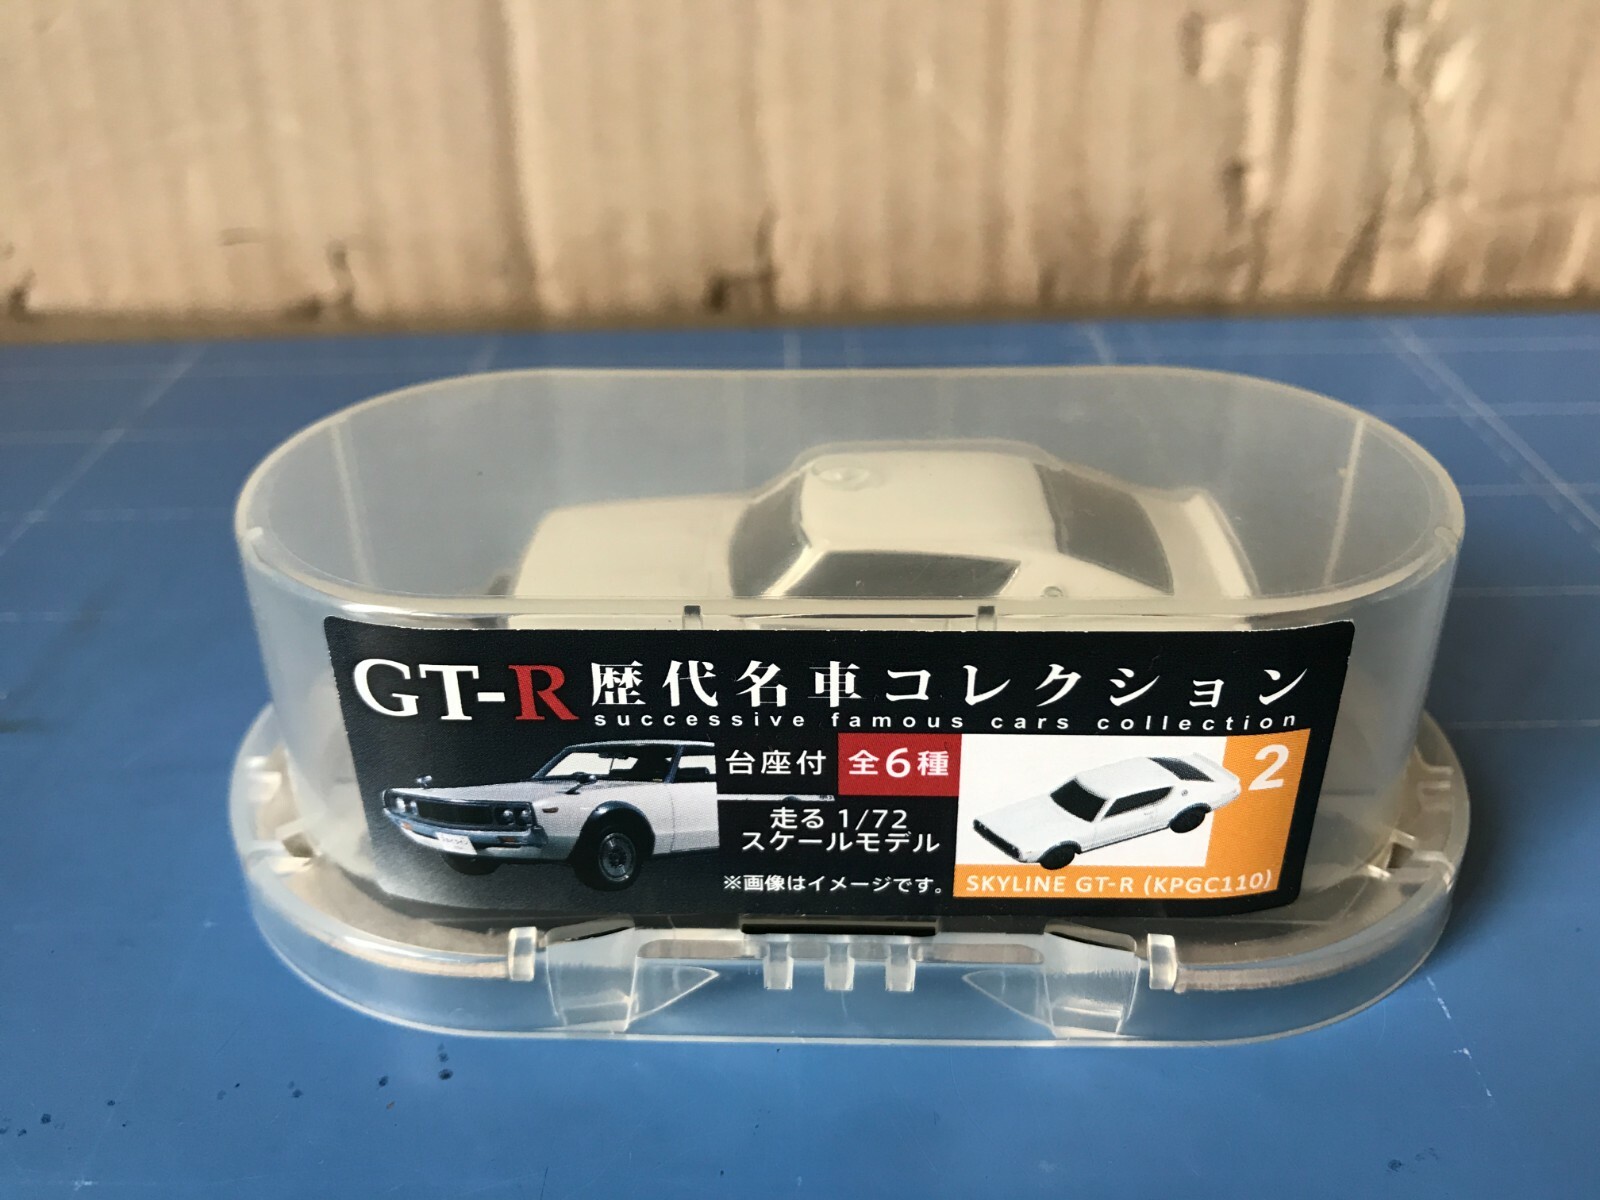 GT-R 歴代名車コレクション
successive famous cars collection
台座付 全6種
走る 1/72
スケールモデル
※画像はイメージです。
2
SKYLINE GT-R (KPGC110)